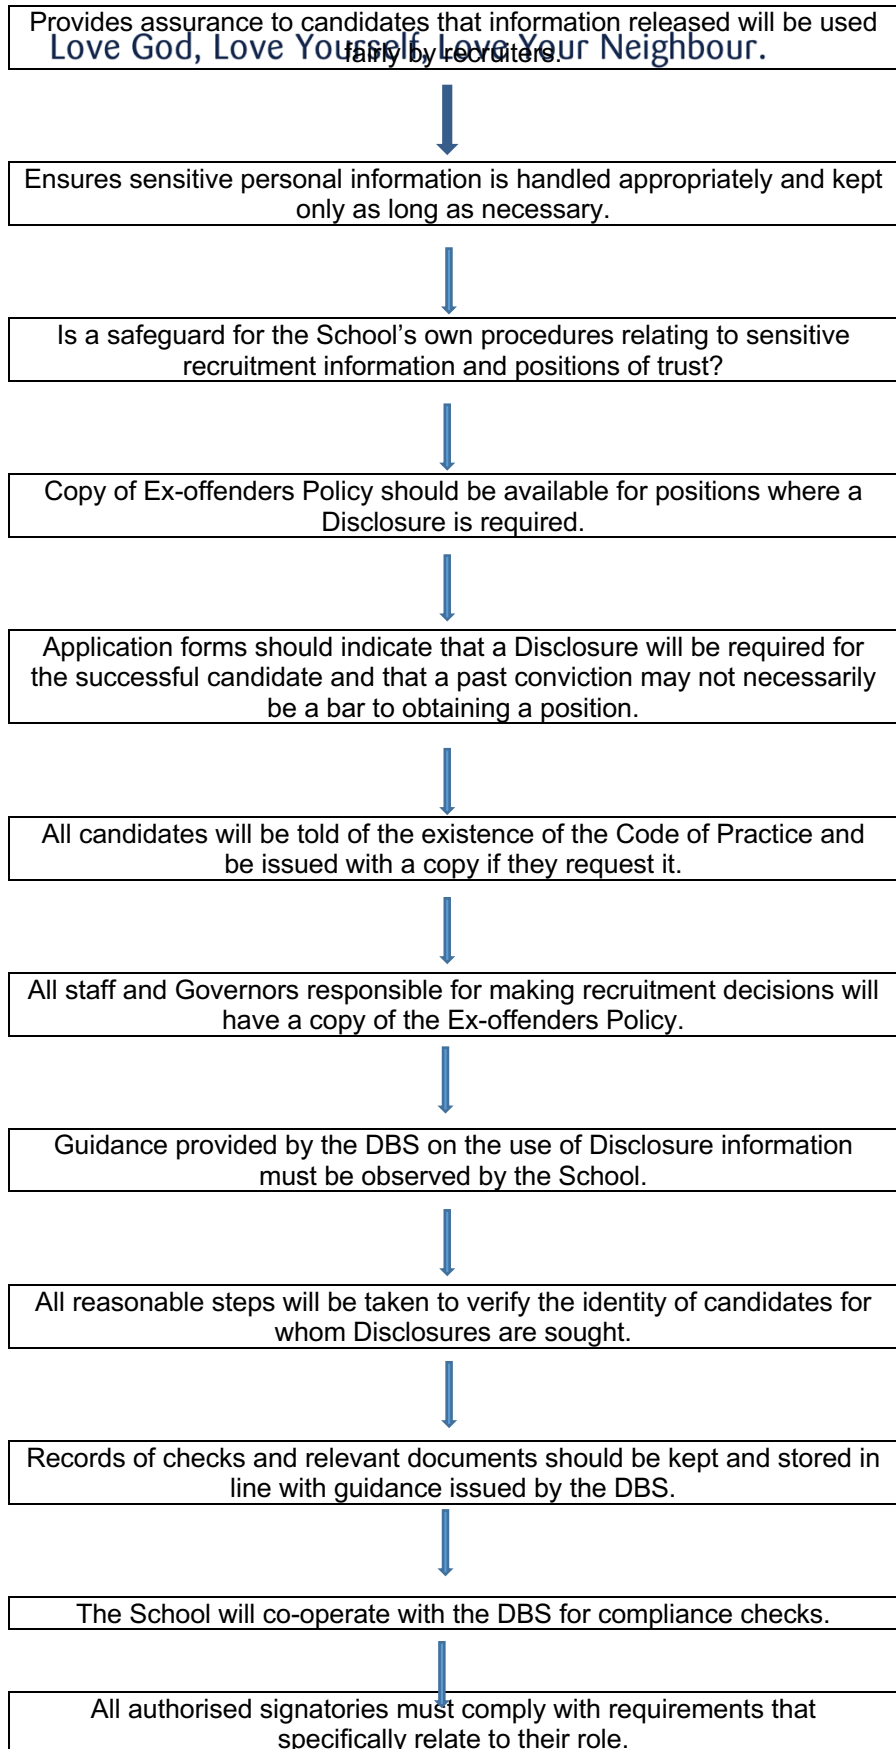 Provides assurance to candidates that information released will be used
fairly by recruiters.
Love God, Love Yourself, Love Your Neighbour.
Ensures sensitive personal information is handled appropriately and kept
only as long as necessary.
Is a safeguard for the School’s own procedures relating to sensitive
recruitment information and positions of trust?
Copy of Ex-offenders Policy should be available for positions where a
Disclosure is required.
Application forms should indicate that a Disclosure will be required for
the successful candidate and that a past conviction may not necessarily
be a bar to obtaining a position.
All candidates will be told of the existence of the Code of Practice and
be issued with a copy if they request it.
All staff and Governors responsible for making recruitment decisions will
have a copy of the Ex-offenders Policy.
Guidance provided by the DBS on the use of Disclosure information
must be observed by the School.
All reasonable steps will be taken to verify the identity of candidates for
whom Disclosures are sought.
Records of checks and relevant documents should be kept and stored in
line with guidance issued by the DBS.
The School will co-operate with the DBS for compliance checks.
All authorised signatories must comply with requirements that
specifically relate to their role.